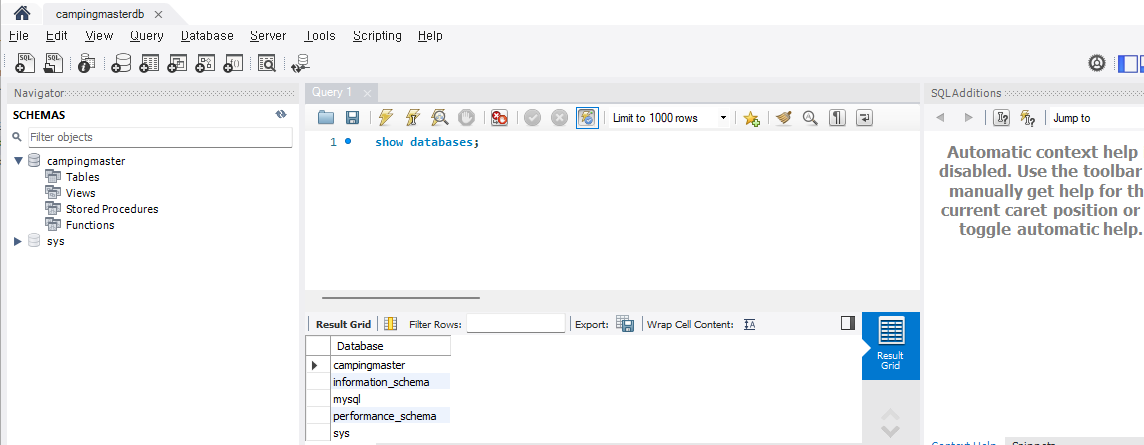 campingmasterdb
File Edit View Query Database Server Tools Scripting Help
Navigator
SCHEMAS
Filter objects
campingmaster
Tables
Views
Stored Procedures
Functions
sys
Query 1
Limit to 1000 rows
1 show databases;
Result Grid Filter Rows: Export: Wrap Cell Content:
Database
campingmaster
information_schema
mysql
performance_schema
sys
Result
Grid
SQLAdditions
Jump to
Automatic context help
disabled. Use the toolbar
manually get help for th
current caret position or
toggle automatic help.